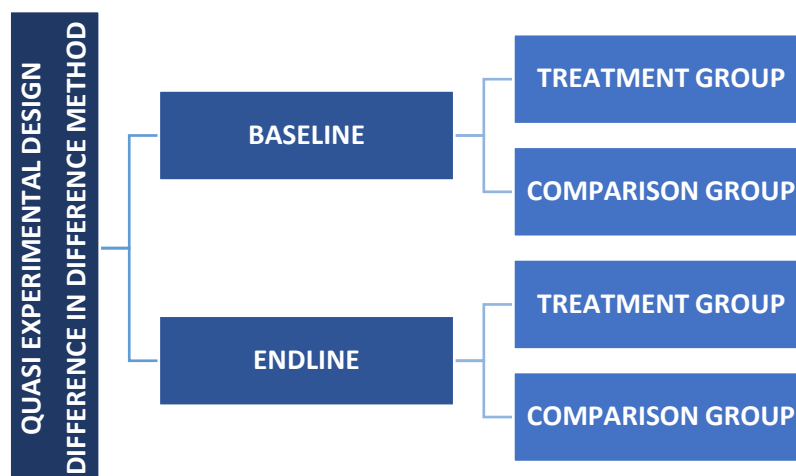 QUASI EXPERIMENTAL DESIGN
DIFFERENCE IN DIFFERENCE METHOD
BASELINE
TREATMENT GROUP
COMPARISON GROUP
ENDLINE
TREATMENT GROUP
COMPARISON GROUP